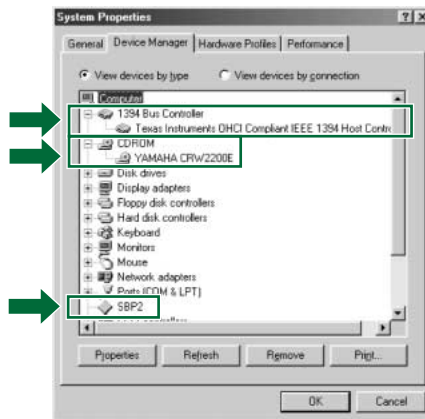 System Properties
General Device Manager Hardware Profiles Performance
View devices by type View devices by connection
Computer
1394 Bus Controller
Texas Instruments OHCI Compliant IEEE 1394 Host Contr
CDROM
YAMAHA CRW2200E
Disk drives
Display adapters
Floppy disk controllers
Hard disk controllers
Keyboard
Monitors
Mouse
Network adapters
Ports (COM & LPT)
SBP2
Properties Refresh Remove Print...
OK Cancel